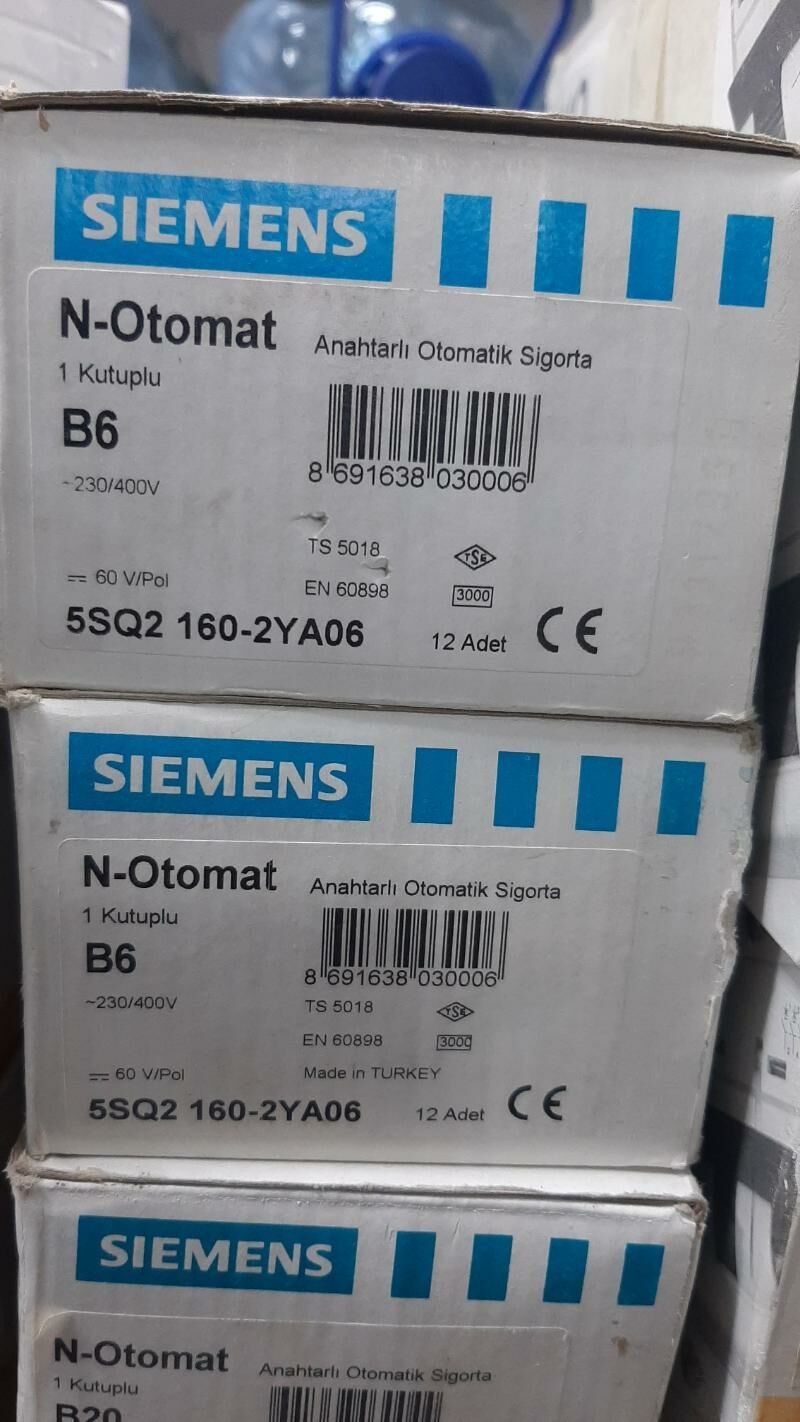 SIEMENS
N-Otomat Anahtarlı Otomatik Sigorta
1 Kutuplu
B6
8 691638 030006
~230/400V
TS 5018 TSE
⎓ 60 V/Pol EN 60898 3000
5SQ2 160-2YA06 12 Adet CE
SIEMENS
N-Otomat Anahtarlı Otomatik Sigorta
1 Kutuplu
B6
8 691638 030006
~230/400V TS 5018 TSE
EN 60898 3000
⎓ 60 V/Pol Made in TURKEY
5SQ2 160-2YA06 12 Adet CE
SIEMENS
N-Otomat Anahtarlı Otomatik Sigorta
1 Kutuplu
B20